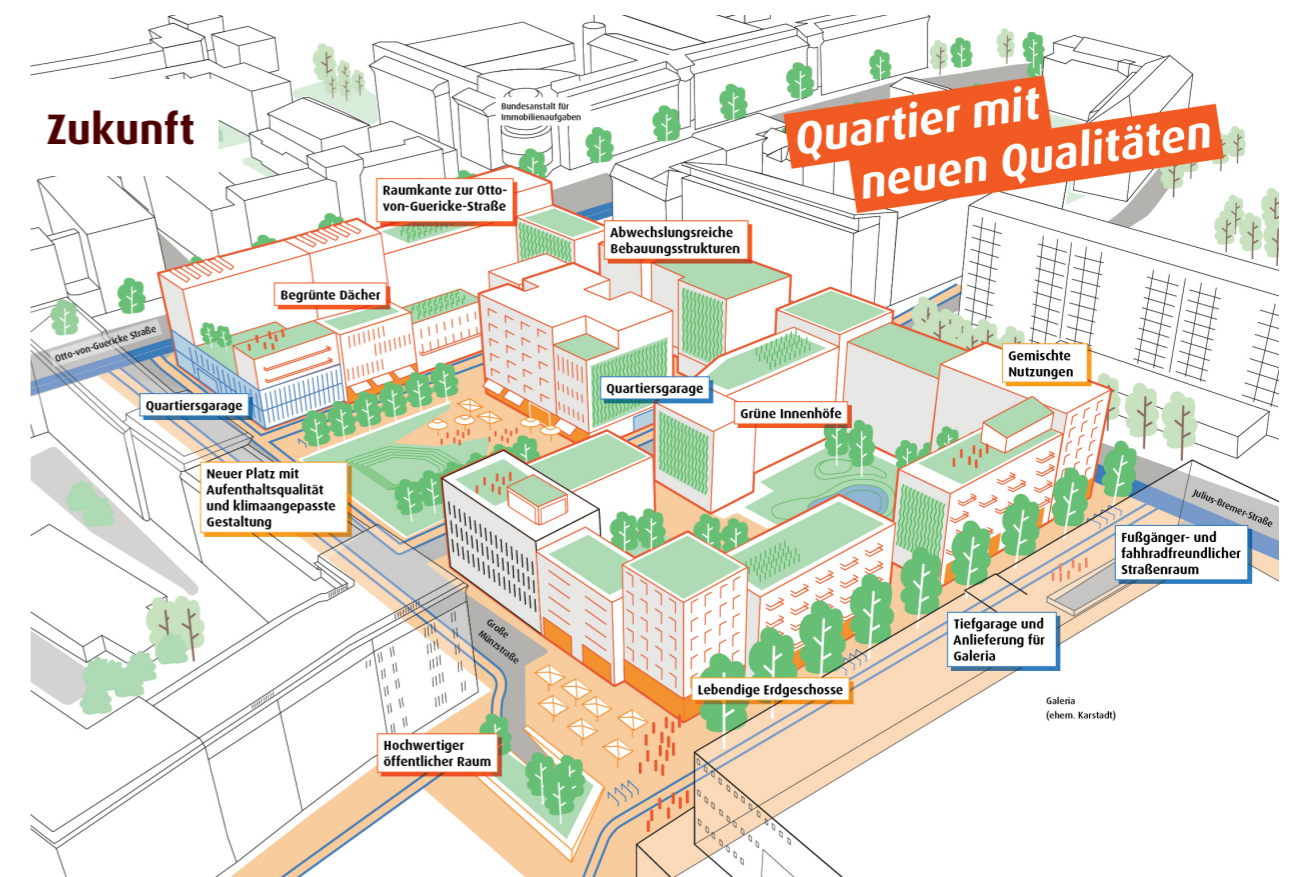 Zukunft
Bundesanstalt für
Immobilienaufgaben
Quartier mit
neuen Qualitäten
Raumkante zur Otto-
von-Guericke-Straße
Abwechslungsreiche
Bebauungsstrukturen
Begrünte Dächer
Otto-von-Guericke Straße
Gemischte
Nutzungen
Quartiersgarage
Quartiersgarage
Grüne Innenhöfe
Neuer Platz mit
Aufenthaltsqualität
und klimaangepasste
Gestaltung
Julius-Bremer-Straße
Fußgänger- und
fahhradfreundlicher
Straßenraum
Große
Münzstraße
Tiefgarage und
Anlieferung für
Galeria
Lebendige Erdgeschosse
Galeria
(ehem. Karstadt)
Hochwertiger
öffentlicher Raum